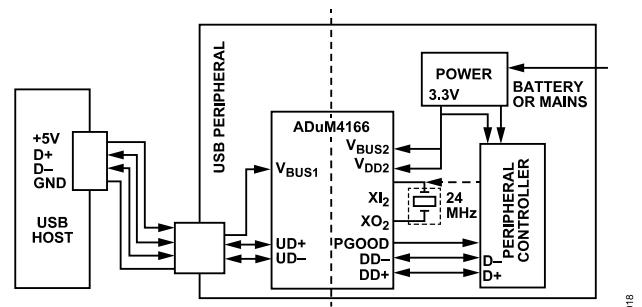 +5V
D+
D–
GND
USB
HOST
USB PERIPHERAL
ADuM4166
VBUS1
UD+
UD–
VBUS2
VDD2
XI2
XO2
PGOOD
DD–
DD+
24
MHz
POWER
3.3V
BATTERY
OR MAINS
PERIPHERAL
CONTROLLER
D–
D+
018